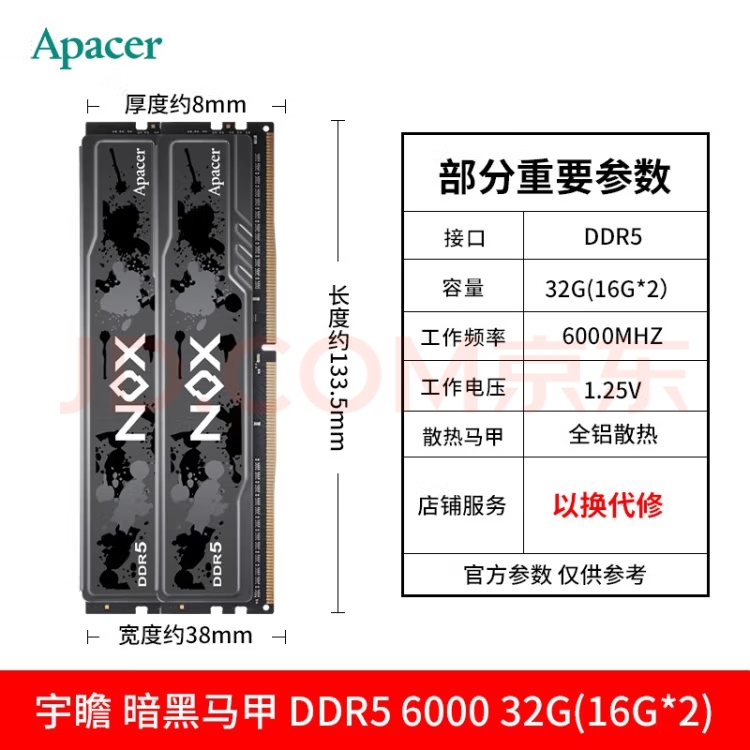 Apacer
厚度约8mm
Apacer
NOX
DDR5
Apacer
NOX
DDR5
长度约133.5mm
宽度约38mm
部分重要参数
接口 DDR5
容量 32G(16G*2）
工作频率 6000MHZ
工作电压 1.25V
散热马甲 全铝散热
店铺服务 以换代修
官方参数 仅供参考
JD.COM京东
宇瞻 暗黑马甲 DDR5 6000 32G(16G*2)